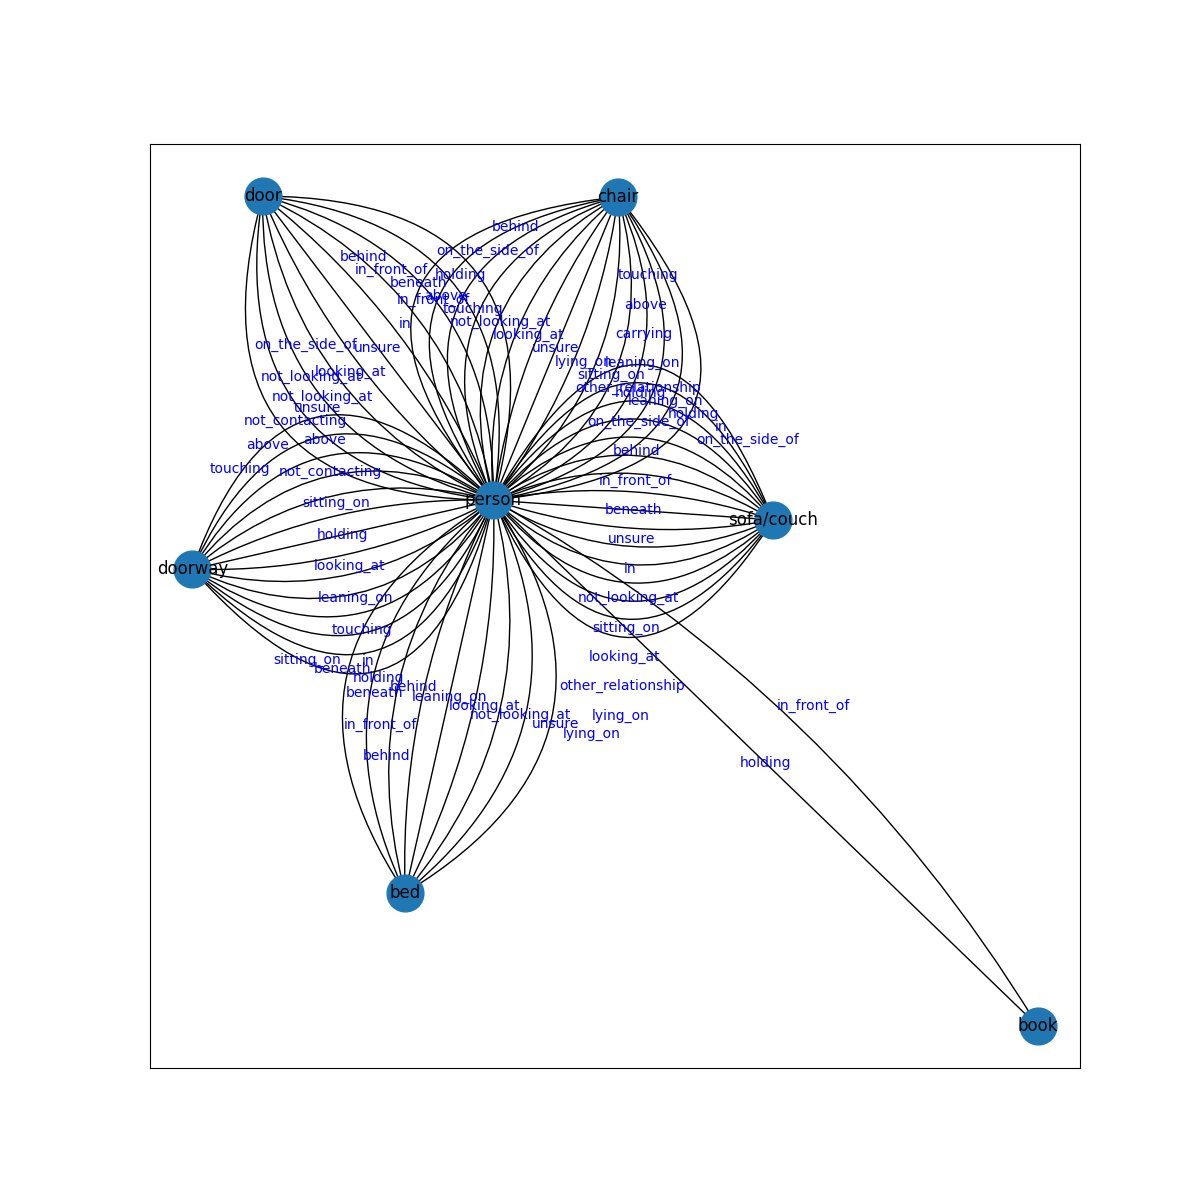 door
chair
behind
on_the_side_of
behind
in_front_of
holding
touching
beneath
above
in_front_of
above
touching
in
not_looking_at
carrying
looking_at
on_the_side_of
unsure
unsure
lying_on
leaning_on
looking_at
sitting_on
not_looking_at
other_relationship
holding
not_looking_at
leaning_on
unsure
holding
not_contacting
on_the_side_of
in
above
above
on_the_side_of
behind
touching
not_contacting
in_front_of
person
sitting_on
beneath
sofa/couch
holding
unsure
doorway
looking_at
in
leaning_on
not_looking_at
touching
sitting_on
sitting_on
in
looking_at
beneath
holding
behind
other_relationship
beneath
leaning_on
looking_at
in_front_of
not_looking_at
lying_on
in_front_of
unsure
lying_on
behind
holding
bed
book